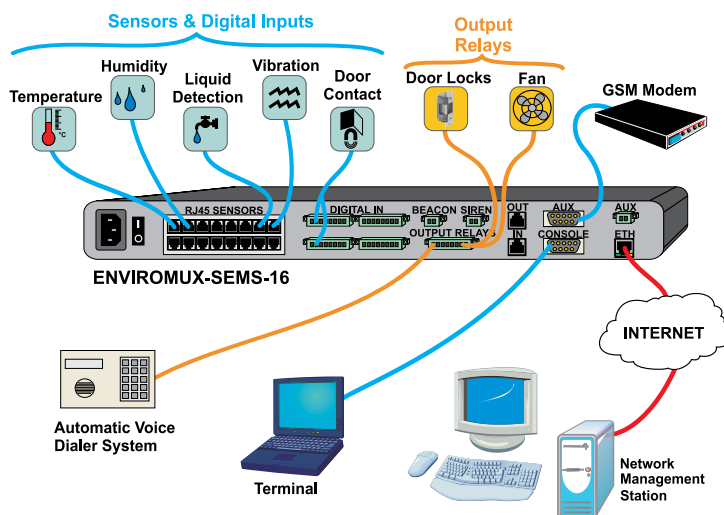 Sensors & Digital Inputs
Output
Relays
Temperature
Humidity
Liquid
Detection
Vibration
Door
Contact
Door Locks
Fan
GSM Modem
°C
RJ45 SENSORS
DIGITAL IN
BEACON
SIREN
OUT
AUX
AUX
OUTPUT RELAYS
IN
CONSOLE
ETH
ENVIROMUX-SEMS-16
INTERNET
Automatic Voice
Dialer System
Terminal
Network
Management
Station